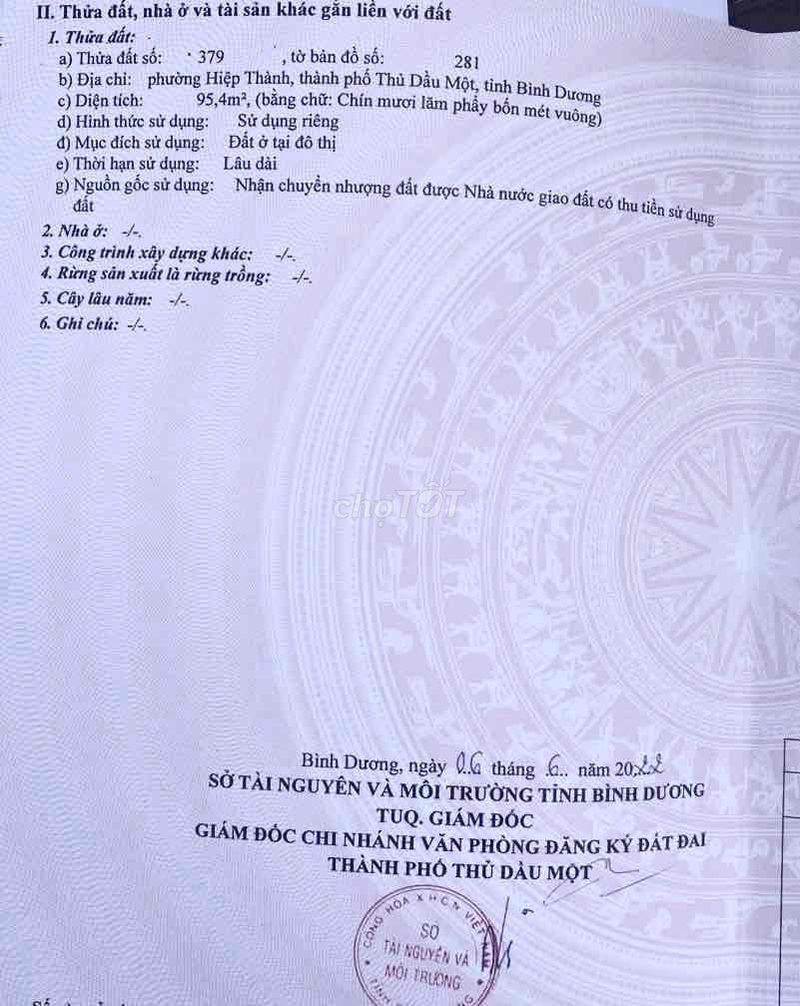 II. Thửa đất, nhà ở và tài sản khác gắn liền với đất
1. Thửa đất:
a) Thửa đất số: 379 , tờ bản đồ số: 281
b) Địa chỉ: phường Hiệp Thành, thành phố Thủ Dầu Một, tỉnh Bình Dương
c) Diện tích: 95,4m², (bằng chữ: Chín mươi lăm phẩy bốn mét vuông)
d) Hình thức sử dụng: Sử dụng riêng
đ) Mục đích sử dụng: Đất ở tại đô thị
e) Thời hạn sử dụng: Lâu dài
g) Nguồn gốc sử dụng: Nhận chuyển nhượng đất được Nhà nước giao đất có thu tiền sử dụng
đất
2. Nhà ở: -/-.
3. Công trình xây dựng khác: -/-.
4. Rừng sản xuất là rừng trồng: -/-.
5. Cây lâu năm: -/-.
6. Ghi chú: -/-.
chợTỐT
Bình Dương, ngày 06 tháng 6.. năm 2022
SỞ TÀI NGUYÊN VÀ MÔI TRƯỜNG TỈNH BÌNH DƯƠNG
TUQ. GIÁM ĐỐC
GIÁM ĐỐC CHI NHÁNH VĂN PHÒNG ĐĂNG KÝ ĐẤT ĐAI
THÀNH PHỐ THỦ DẦU MỘT
CỘNG HÒA X.H.C.N VIỆT NAM
SỞ
TÀI NGUYÊN VÀ
MÔI TRƯỜNG